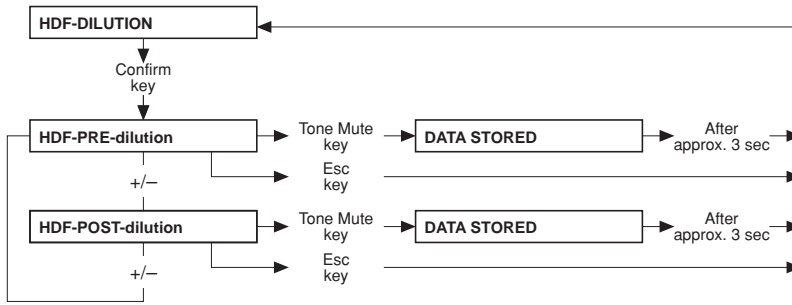 HDF-DILUTION
Confirm
key
HDF-PRE-dilution
Tone Mute
key
DATA STORED
After
approx. 3 sec
Esc
key
+/–
HDF-POST-dilution
Tone Mute
key
DATA STORED
After
approx. 3 sec
Esc
key
+/–